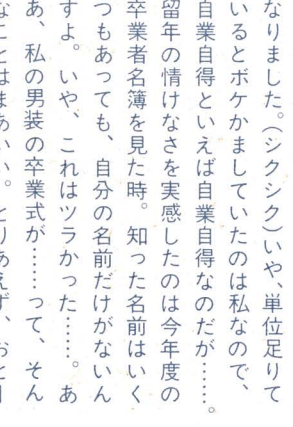 なりました。(シクシク)いや、単位足りて
いるとボケかましていたのは私なので、
自業自得といえば自業自得なのだが……。
留年の情けなさを実感したのは今年度の
卒業者名簿を見た時。知った名前はいく
つもあっても、自分の名前だけがないん
すよ。いや、これはツラかった……。あ
あ、私の男装の卒業式が……って、そん
なことはまあいい。とりあえず、おと